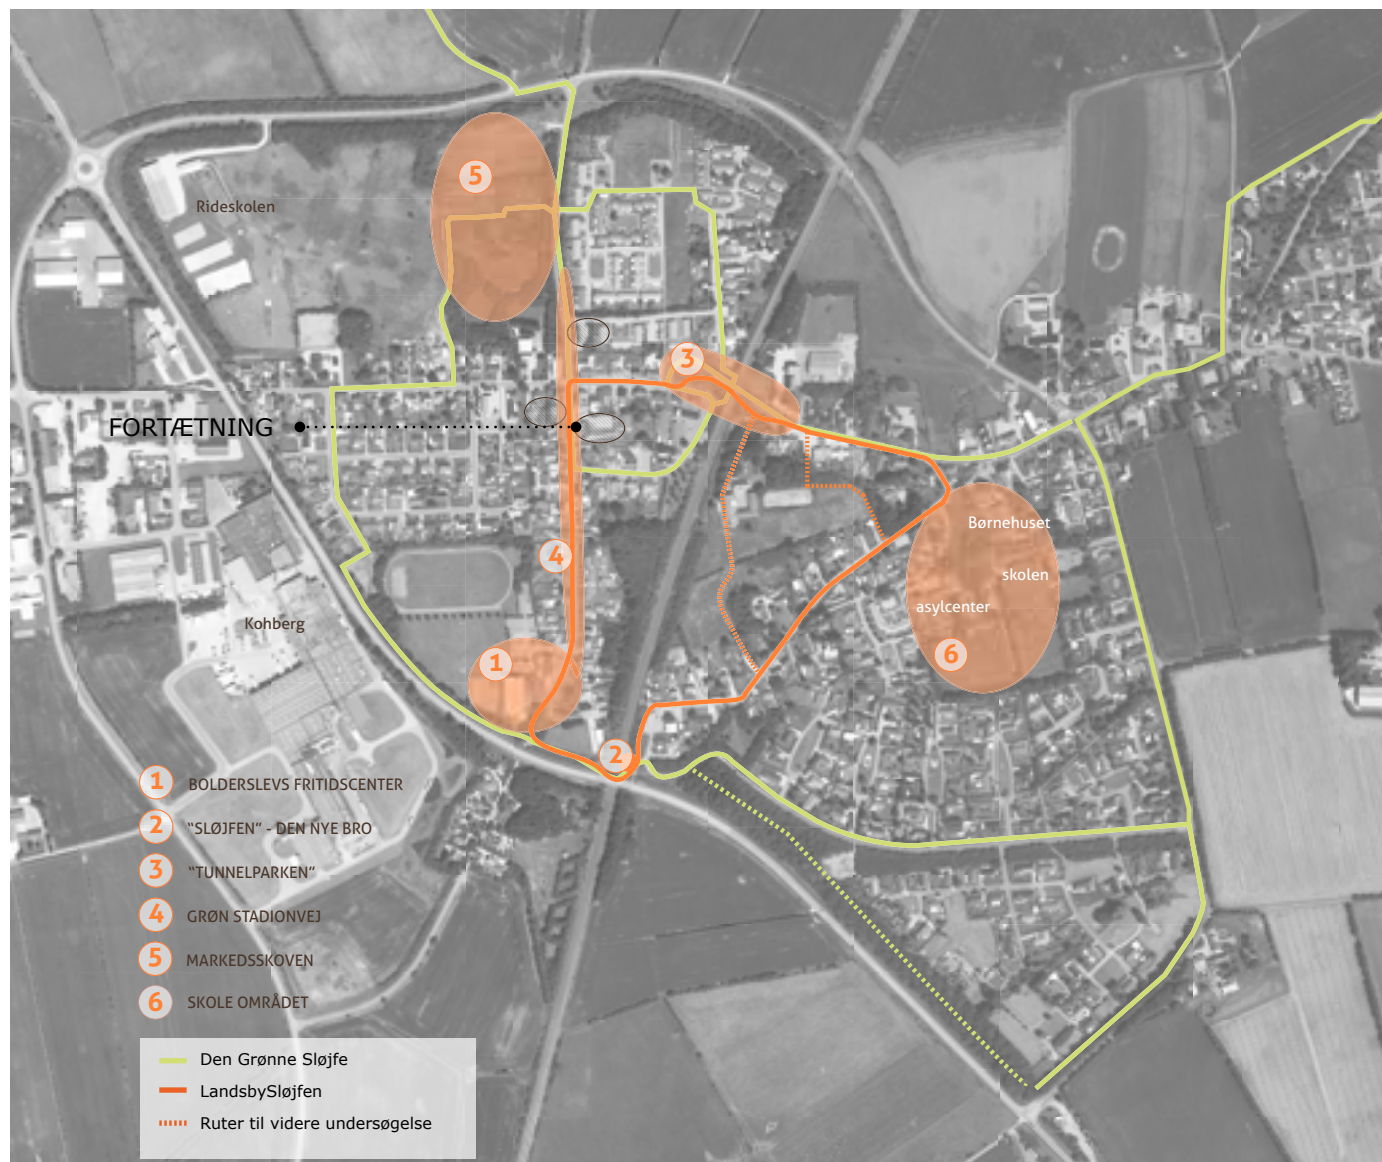 5
Rideskolen
3
FORTÆTNING
Børnehuset
4
skolen
asylcenter
Kohberg
6
1
2
1 BOLDERSLEVS FRITIDSCENTER
2 "SLØJFEN" - DEN NYE BRO
3 "TUNNELPARKEN"
4 GRØN STADIONVEJ
5 MARKEDSSKOVEN
6 SKOLE OMRÅDET
Den Grønne Sløjfe
LandsbySløjfen
Ruter til videre undersøgelse